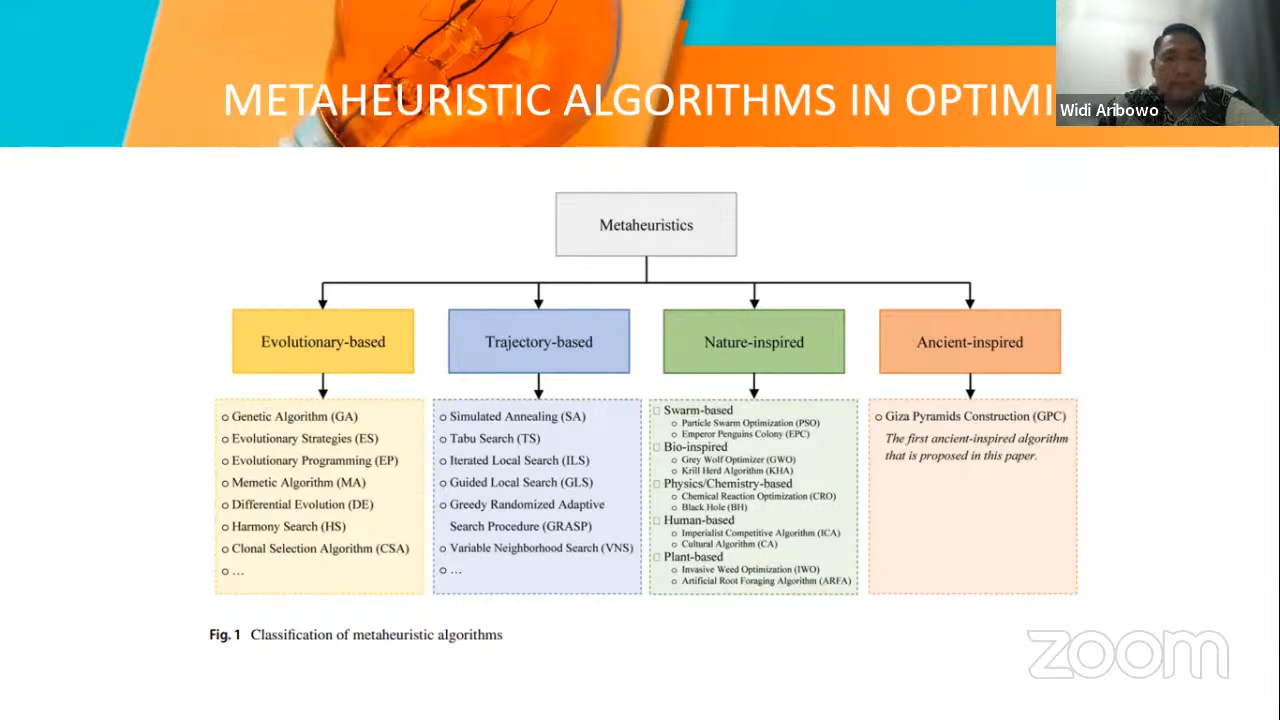 METAHEURISTIC ALGORITHMS IN OPTIMI
Widi Aribowo
Metaheuristics
Evolutionary-based
Trajectory-based
Nature-inspired
Ancient-inspired
o Genetic Algorithm (GA)
o Evolutionary Strategies (ES)
o Evolutionary Programming (EP)
o Memetic Algorithm (MA)
o Differential Evolution (DE)
o Harmony Search (HS)
o Clonal Selection Algorithm (CSA)
o …
o Simulated Annealing (SA)
o Tabu Search (TS)
o Iterated Local Search (ILS)
o Guided Local Search (GLS)
o Greedy Randomized Adaptive
Search Procedure (GRASP)
o Variable Neighborhood Search (VNS)
o …
□ Swarm-based
o Particle Swarm Optimization (PSO)
o Emperor Penguins Colony (EPC)
□ Bio-inspired
o Grey Wolf Optimizer (GWO)
o Krill Herd Algorithm (KHA)
□ Physics/Chemistry-based
o Chemical Reaction Optimization (CRO)
o Black Hole (BH)
□ Human-based
o Imperialist Competitive Algorithm (ICA)
o Cultural Algorithm (CA)
□ Plant-based
o Invasive Weed Optimization (IWO)
o Artificial Root Foraging Algorithm (ARFA)
o Giza Pyramids Construction (GPC)
The first ancient-inspired algorithm
that is proposed in this paper.
Fig. 1 Classification of metaheuristic algorithms
zoom